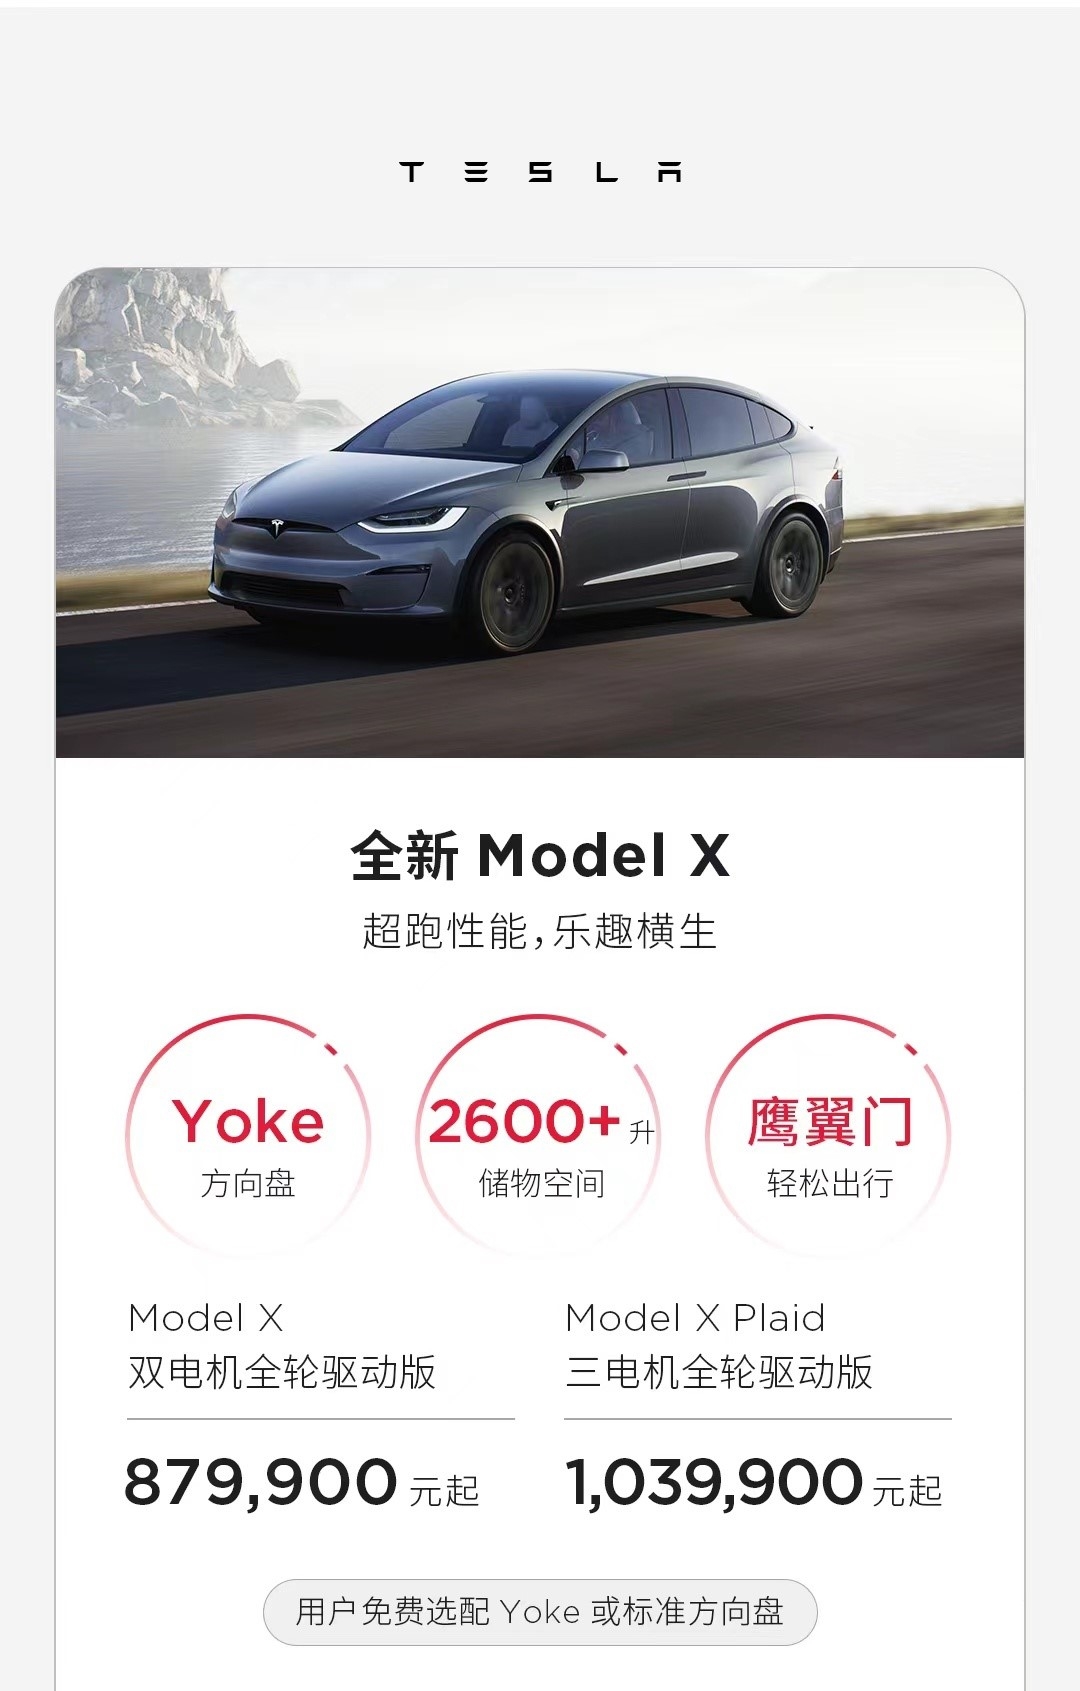 TESLA
全新 Model X
超跑性能,乐趣横生
Yoke
方向盘
2600+ 升
储物空间
鹰翼门
轻松出行
Model X
双电机全轮驱动版
879,900 元起
Model X Plaid
三电机全轮驱动版
1,039,900 元起
用户免费选配 Yoke 或标准方向盘